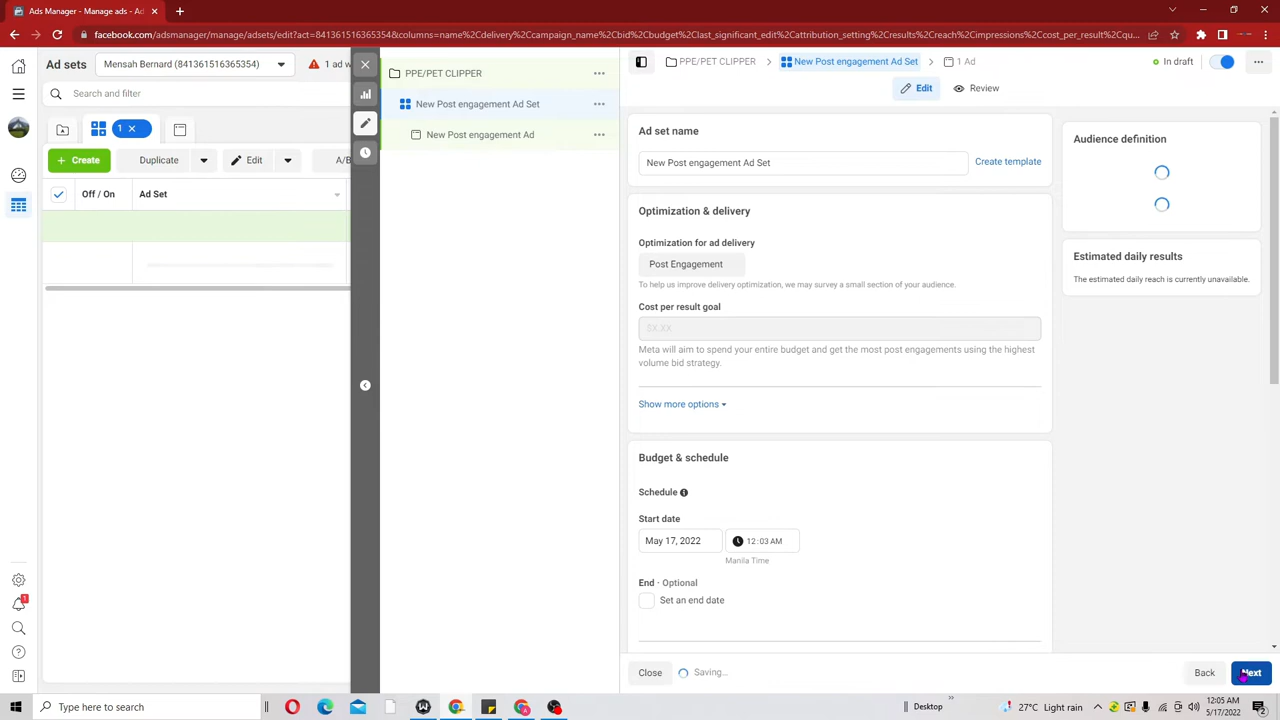 Ads Manager - Manage ads - Ad
facebook.com/adsmanager/manage/adsets/edit?act=841361516365354&columns=name%2Cdelivery%2Ccampaign_name%2Cbid%2Cbudget%2Clast_significant_edit%2Cattribution_setting%2Cresults%2Creach%2Cimpressions%2Ccost_per_result%2Cqu
Ad sets
Mensah Bernard (841361516365354)
1 ad w
Search and filter
1
Create
Duplicate
Edit
A/B
Off / On
Ad Set
PPE/PET CLIPPER
New Post engagement Ad Set
New Post engagement Ad
PPE/PET CLIPPER
New Post engagement Ad Set
1 Ad
In draft
Edit
Review
Ad set name
New Post engagement Ad Set
Create template
Optimization & delivery
Optimization for ad delivery
Post Engagement
To help us improve delivery optimization, we may survey a small section of your audience.
Cost per result goal
$X.XX
Meta will aim to spend your entire budget and get the most post engagements using the highest
volume bid strategy.
Show more options
Budget & schedule
Schedule
Start date
May 17, 2022
12:03 AM
Manila Time
End · Optional
Set an end date
Audience definition
Estimated daily results
The estimated daily reach is currently unavailable.
Close
Saving...
Back
Next
1
Type here to search
Desktop
27°C Light rain
12:05 AM
5/17/2022